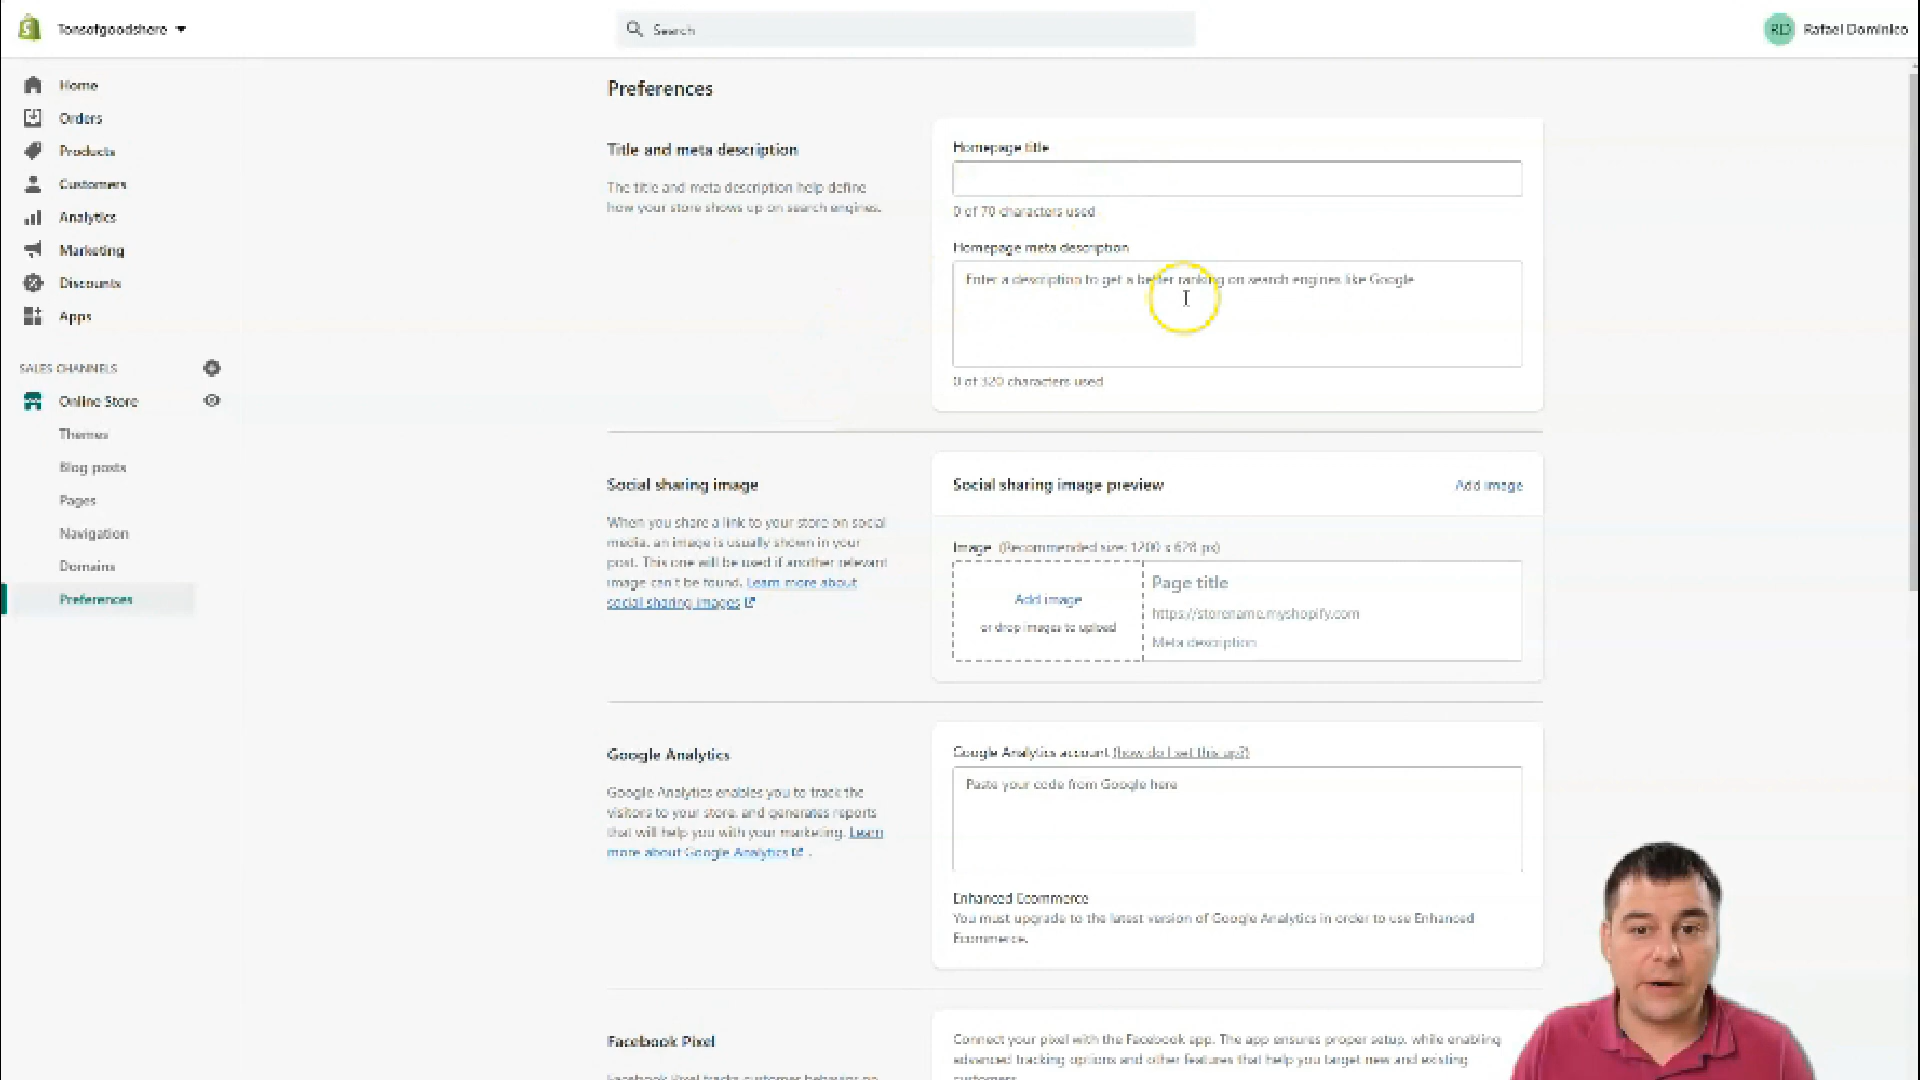 Tonsofgoodshere
Search
RD
Rafael Dominico
Home
Orders
Products
Customers
Analytics
Marketing
Discounts
Apps
SALES CHANNELS
Online Store
Themes
Blog posts
Pages
Navigation
Domains
Preferences
Preferences
Title and meta description
The title and meta description help define
how your store shows up on search engines.
Homepage title
0 of 70 characters used
Homepage meta description
Enter a description to get a better ranking on search engines like Google
0 of 320 characters used
Social sharing image
When you share a link to your store on social
media, an image is usually shown in your
post. This one will be used if another relevant
image can't be found. Learn more about
social sharing images
Social sharing image preview
Add image
Image (Recommended size: 1200 x 628 px)
Add image
or drop images to upload
Page title
https://storename.myshopify.com
Meta description
Google Analytics
Google Analytics enables you to track the
visitors to your store, and generates reports
that will help you with your marketing. Learn
more about Google Analytics .
Google Analytics account (how do I set this up?)
Paste your code from Google here
Enhanced Ecommerce
You must upgrade to the latest version of Google Analytics in order to use Enhanced
Ecommerce.
Facebook Pixel
Facebook Pixel tracks customer behavior on
Connect your pixel with the Facebook app. The app ensures proper setup, while enabling
advanced tracking options and other features that help you target new and existing
customers.